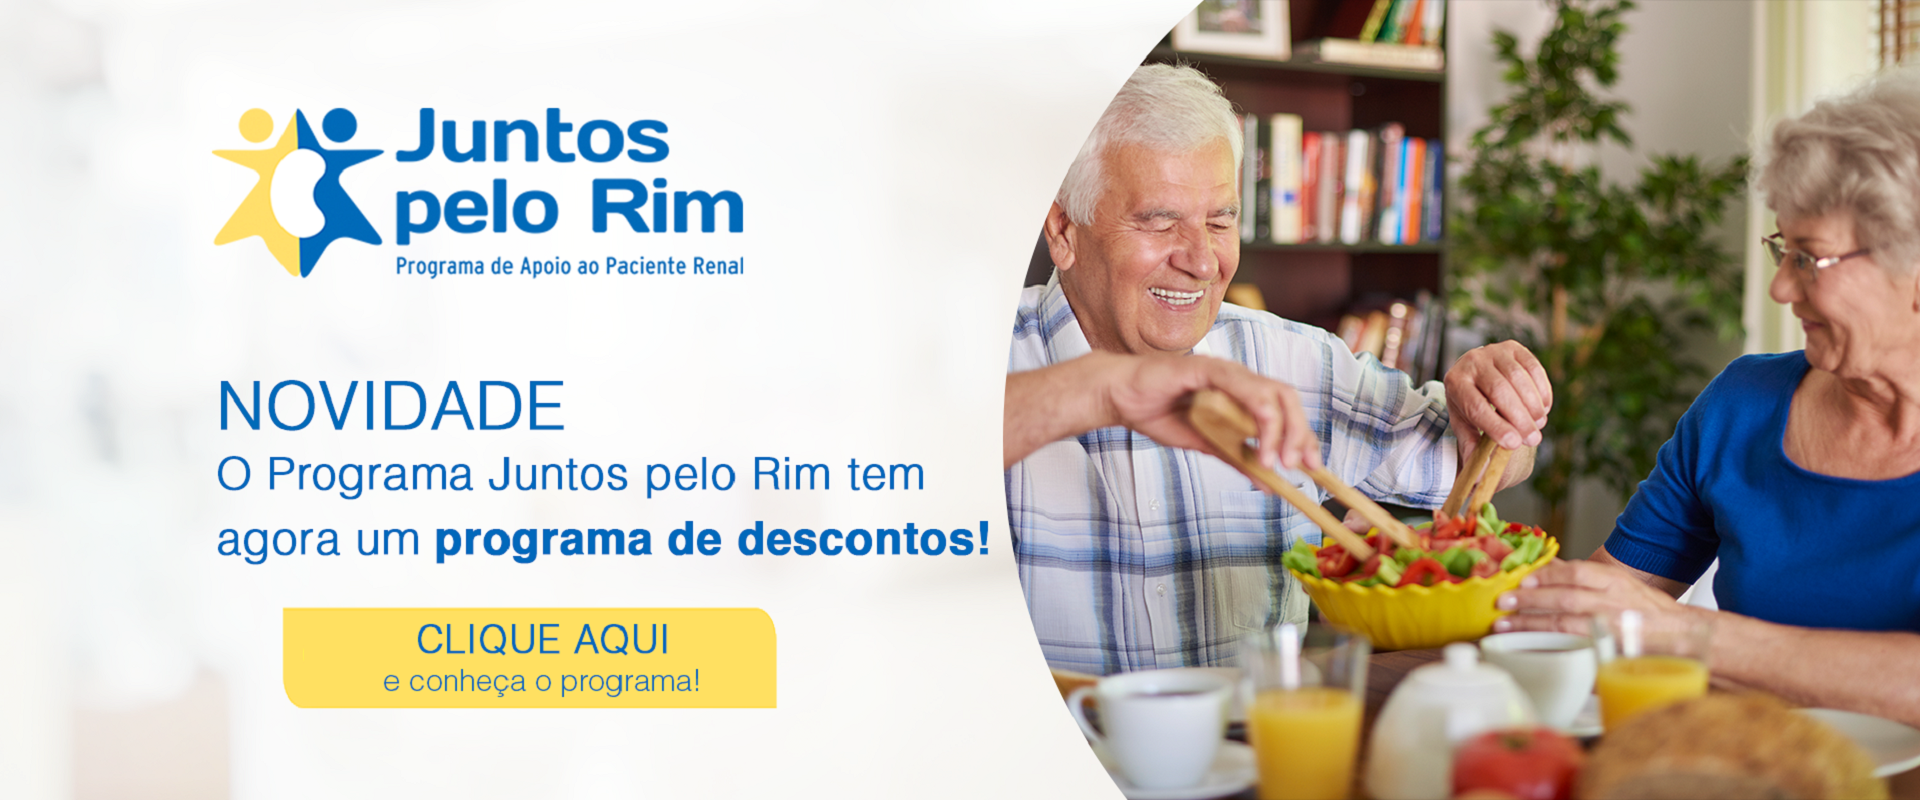 Juntos
pelo Rim
Programa de Apoio ao Paciente Renal
NOVIDADE
O Programa Juntos pelo Rim tem
agora um programa de descontos!
CLIQUE AQUI
e conheça o programa!